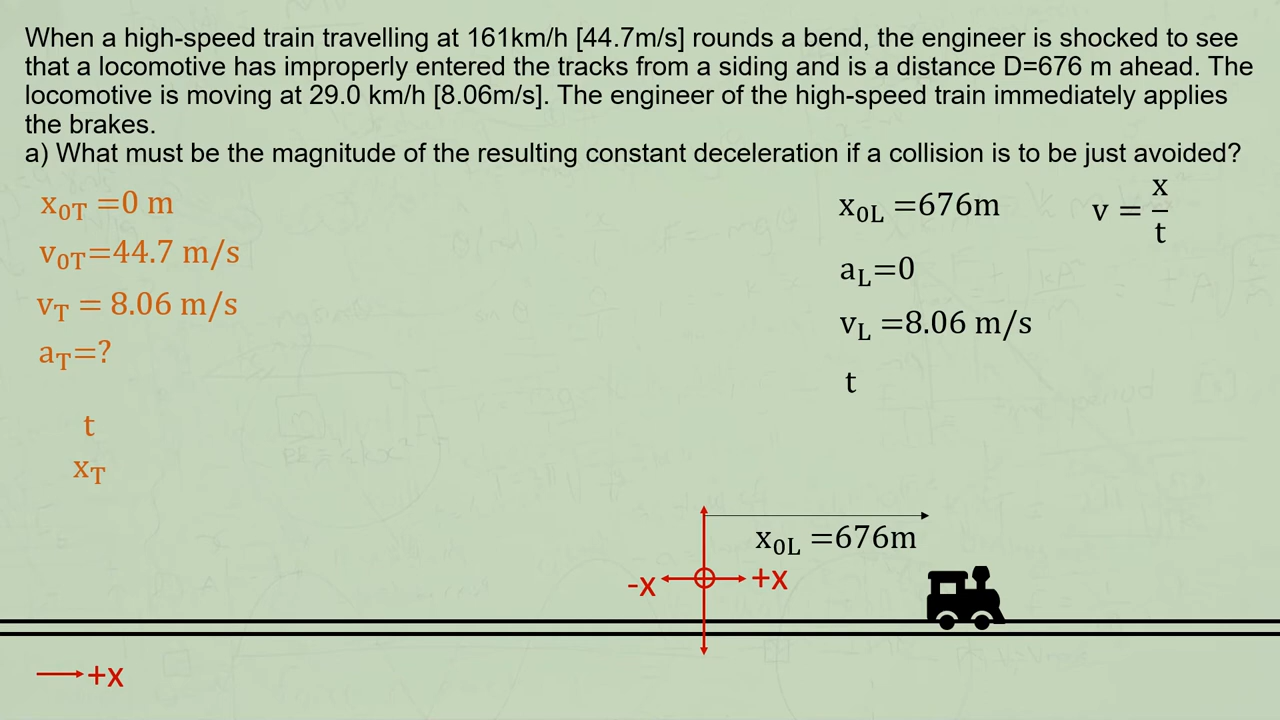 When a high-speed train travelling at 161km/h [44.7m/s] rounds a bend, the engineer is shocked to see
that a locomotive has improperly entered the tracks from a siding and is a distance D=676 m ahead. The
locomotive is moving at 29.0 km/h [8.06m/s]. The engineer of the high-speed train immediately applies
the brakes.
a) What must be the magnitude of the resulting constant deceleration if a collision is to be just avoided?
x₀T =0 m
v₀T=44.7 m/s
vT = 8.06 m/s
aT=?
t
xT
x₀L =676m
v = x/t
aL=0
vL =8.06 m/s
t
x₀L =676m
-x
+x
+x